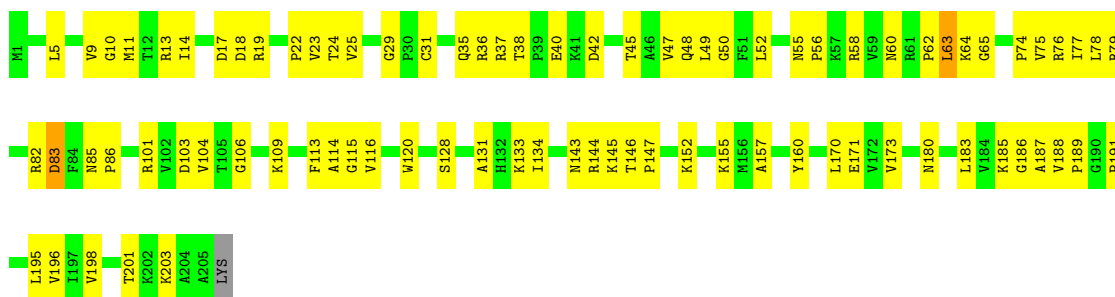 M1 L5 V9 G10 M11 T12 R13 I14 D17 D18 R19 P22 V23 T24 V25 G29 P30 C31 Q35 R36 R37 T38 P39 E40 K41 D42 T45 A46 V47 Q48 L49 G50 F51 L52 N55 P56 K57 R58 V59 N60 R61 P62 L63 K64 G65 P74 V75 R76 I77 L78
R82 D83 F84 N85 P86 R101 V102 D103 V104 T105 G106 K109 F113 A114 G115 V116 W120 S128 A131 H132 K133 I134 N143 R144 K145 T146 P147 K152 K155 M156 A157 Y160 L170 E171 V172 V173 N180 L183 V184 K185 G186 A187 V188 P189 G190
L195 V196 I197 V198 T201 K202 K203 A204 A205 LYS